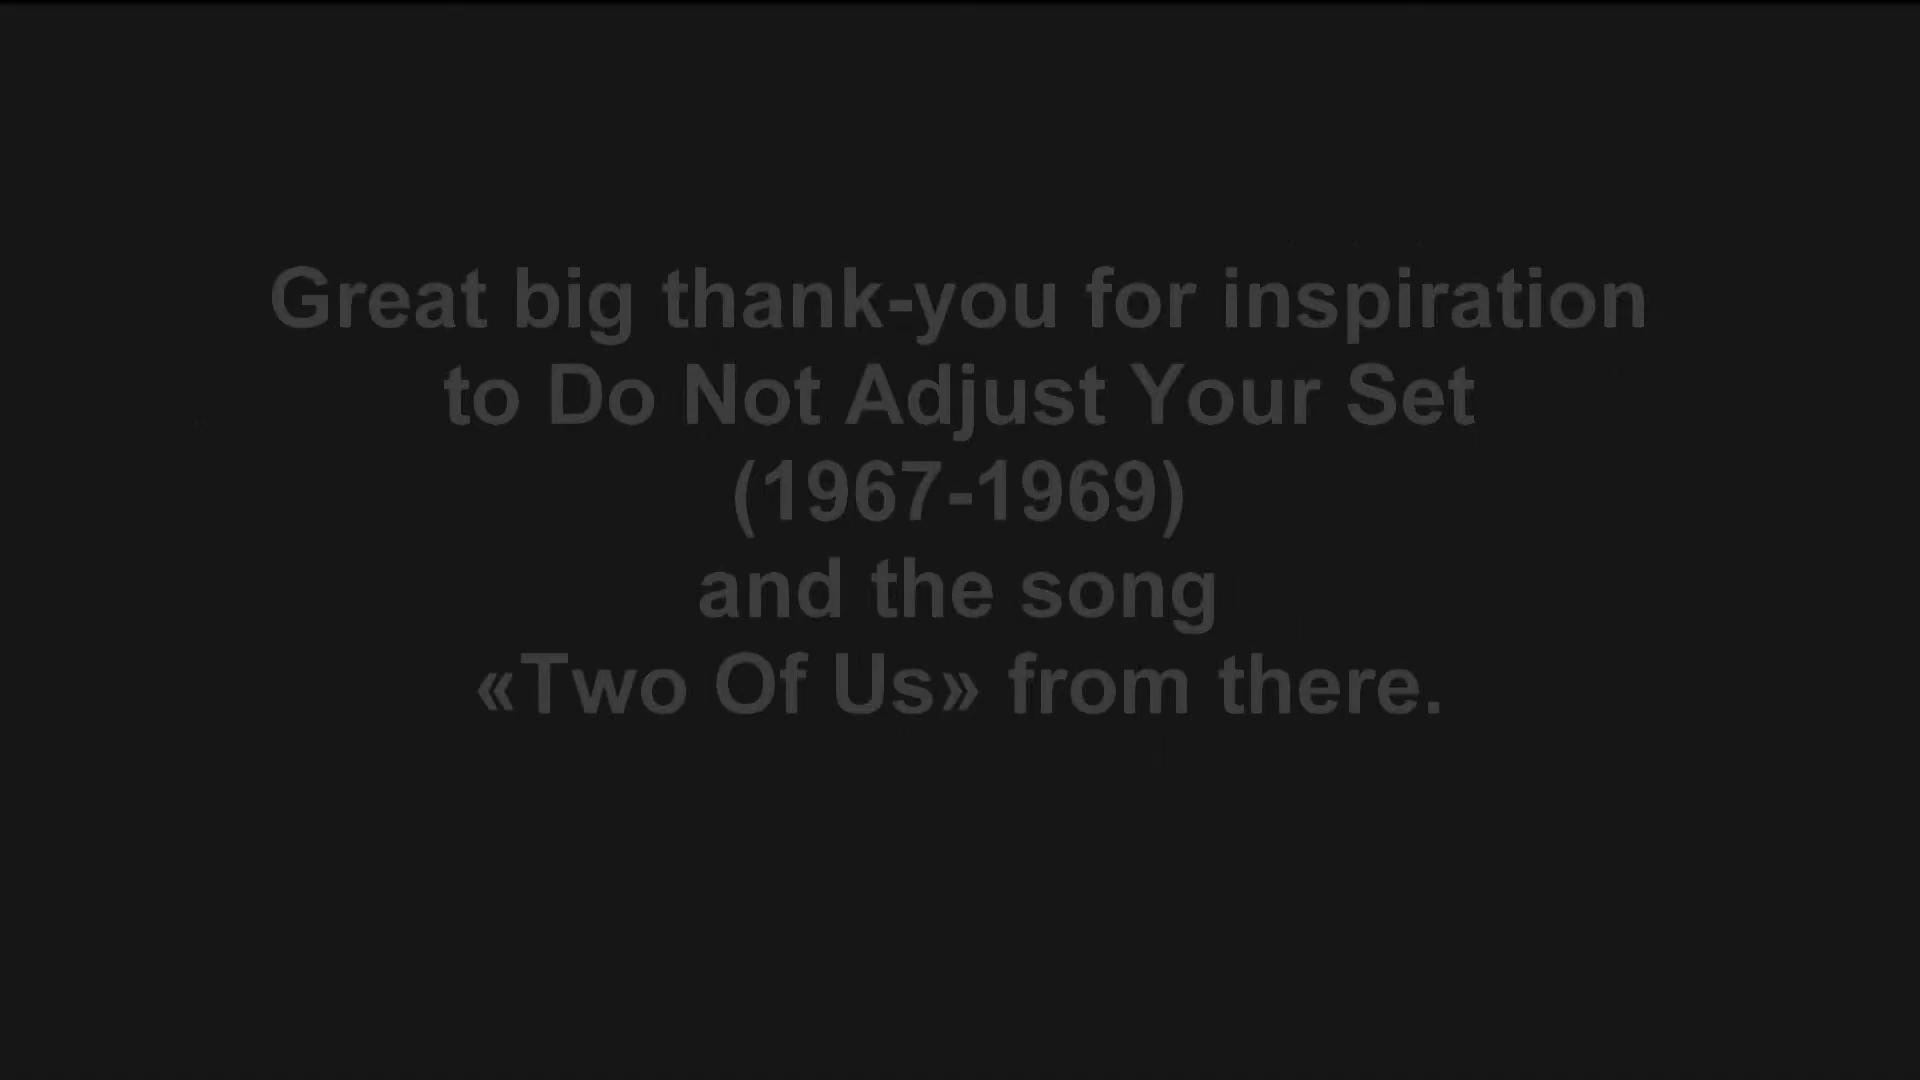 Great big thank-you for inspiration
to Do Not Adjust Your Set
(1967-1969)
and the song
«Two Of Us» from there.